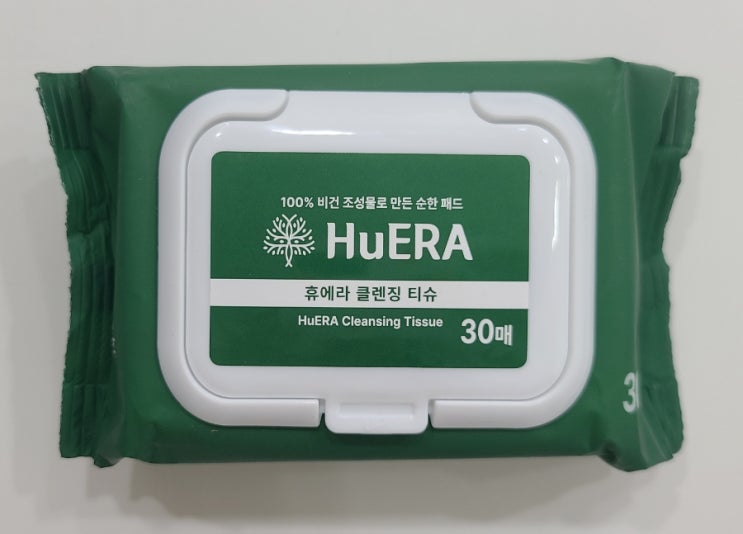 100% 비건 조성물로 만든 순한 패드
HuERA
휴에라 클렌징 티슈
HuERA Cleansing Tissue
30매
3